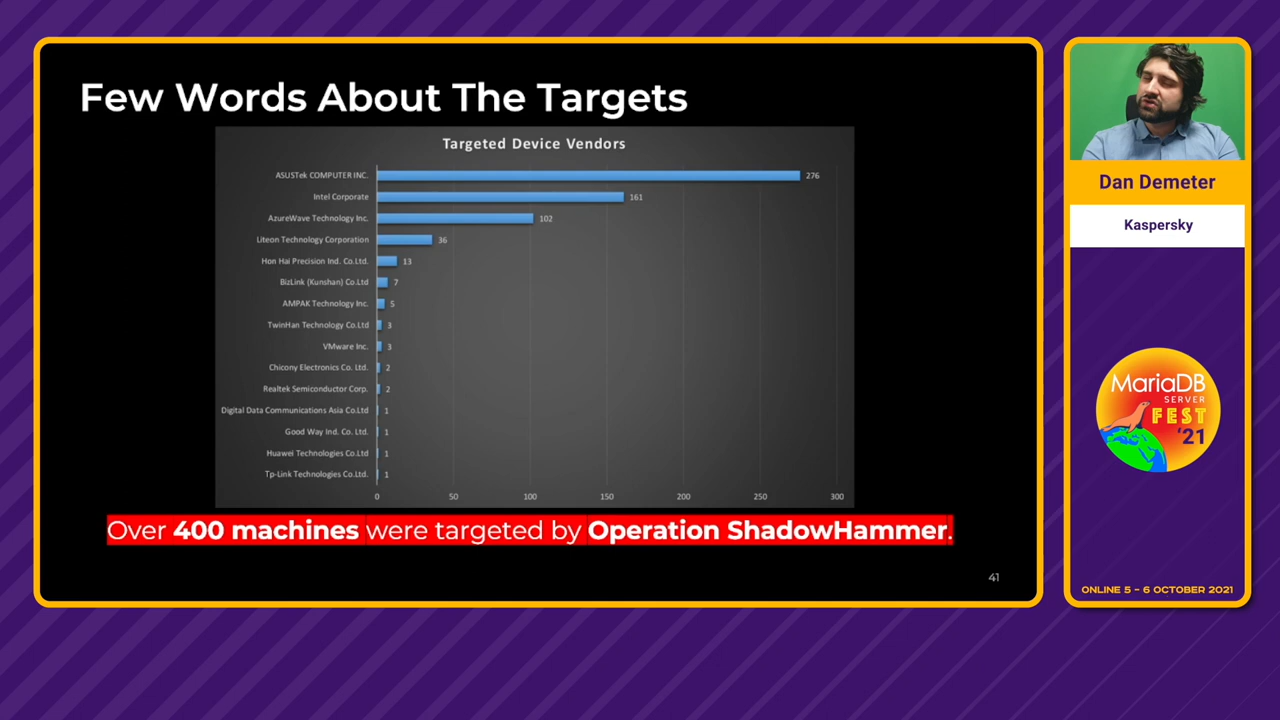 Few Words About The Targets
Targeted Device Vendors
ASUSTek COMPUTER INC. 276
Intel Corporate 161
AzureWave Technology Inc. 102
Liteon Technology Corporation 36
Hon Hai Precision Ind. Co.Ltd. 13
BizLink (Kunshan) Co.Ltd 7
AMPAK Technology Inc. 5
TwinHan Technology Co.Ltd 3
VMware Inc. 3
Chicony Electronics Co. Ltd. 2
Realtek Semiconductor Corp. 2
Digital Data Communications Asia Co.Ltd 1
Good Way Ind. Co. Ltd. 1
Huawei Technologies Co.Ltd 1
Tp-Link Technologies Co.Ltd. 1
0 50 100 150 200 250 300
Over 400 machines were targeted by Operation ShadowHammer.
41
Dan Demeter
Kaspersky
MariaDB
SERVER
FEST
'21
ONLINE 5 - 6 OCTOBER 2021